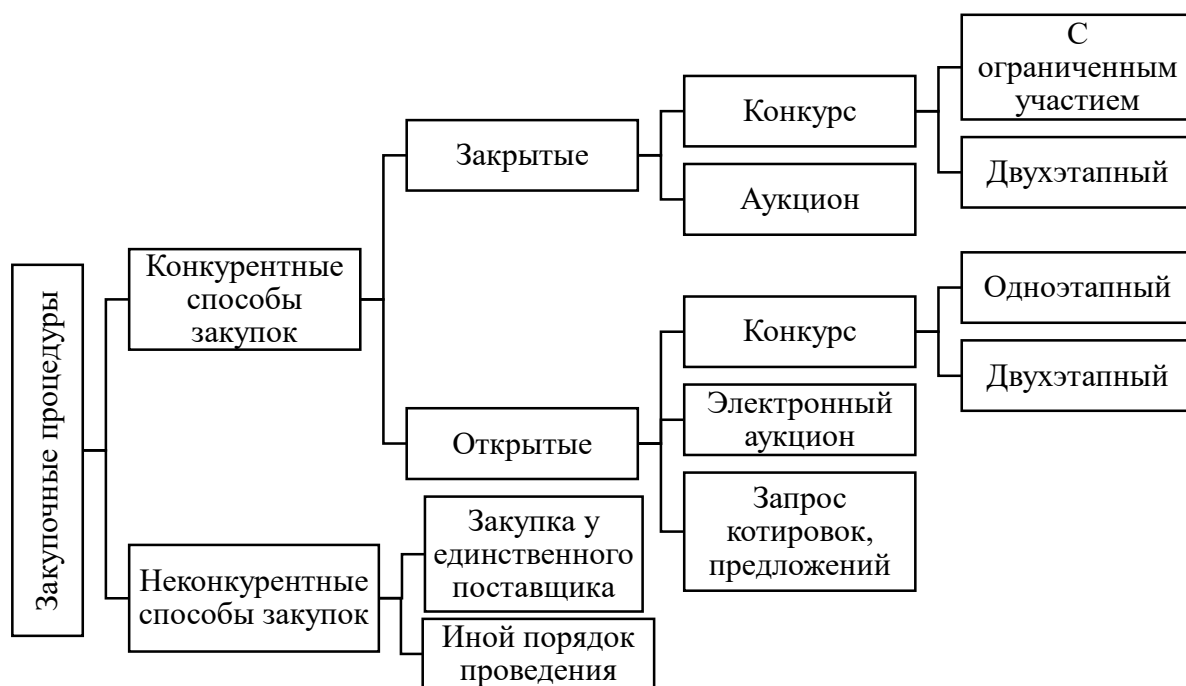 Закупочные процедуры
Конкурентные
способы
закупок
Неконкурентные
способы закупок
Закрытые
Открытые
Закупка у
единственного
поставщика
Иной порядок
проведения
Конкурс
Аукцион
Конкурс
Электронный
аукцион
Запрос
котировок,
предложений
С
ограниченным
участием
Двухэтапный
Одноэтапный
Двухэтапный